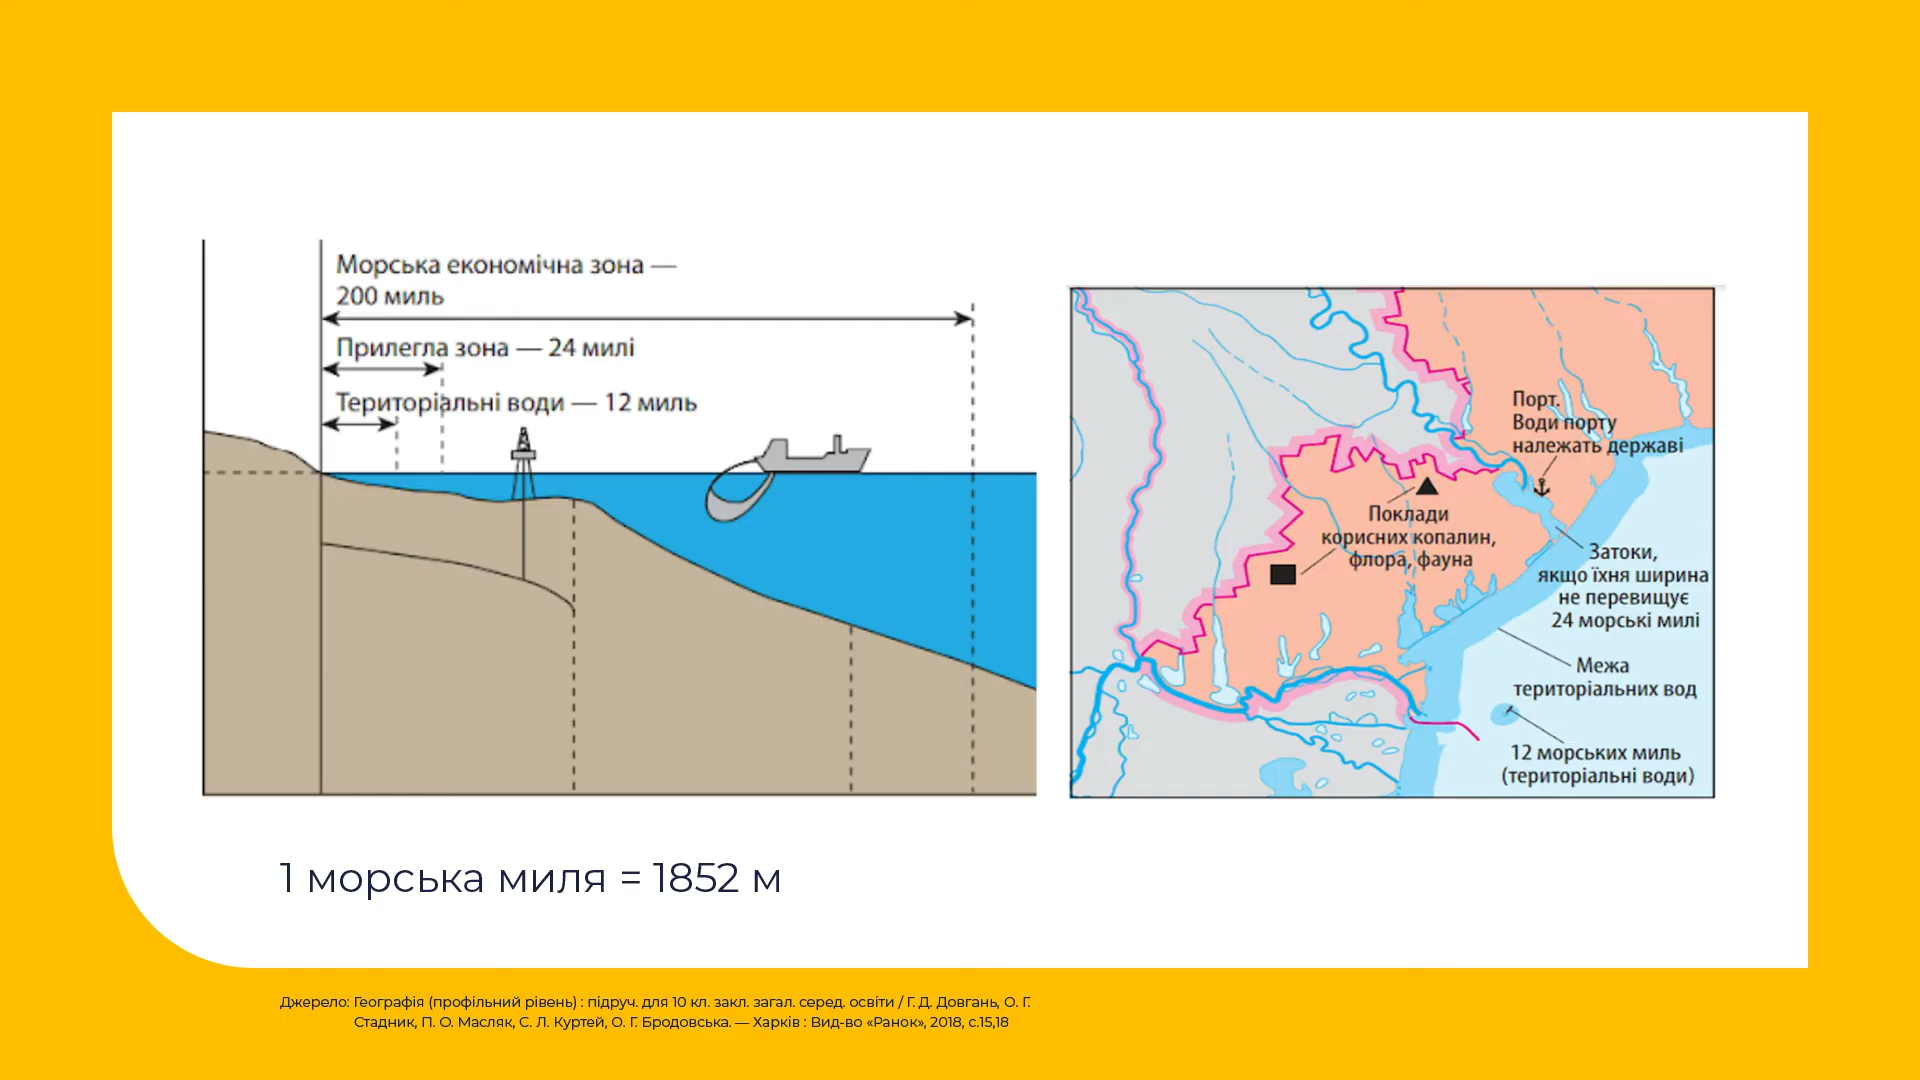 Морська економічна зона —
200 миль
Прилегла зона — 24 милі
Територіальні води — 12 миль
Порт.
Води порту
належать державі
Поклади
корисних копалин,
флора, фауна
Затоки,
якщо їхня ширина
не перевищує
24 морські милі
Межа
територіальних вод
12 морських миль
(територіальні води)
1 морська миля = 1852 м
Джерело: Географія (профільний рівень) : підруч. для 10 кл. закл. загал. серед. освіти / Г. Д. Довгань, О. Г.
Стадник, П. О. Масляк, С. Л. Куртей, О. Г. Бродовська. — Харків : Вид-во «Ранок», 2018, с.15,18